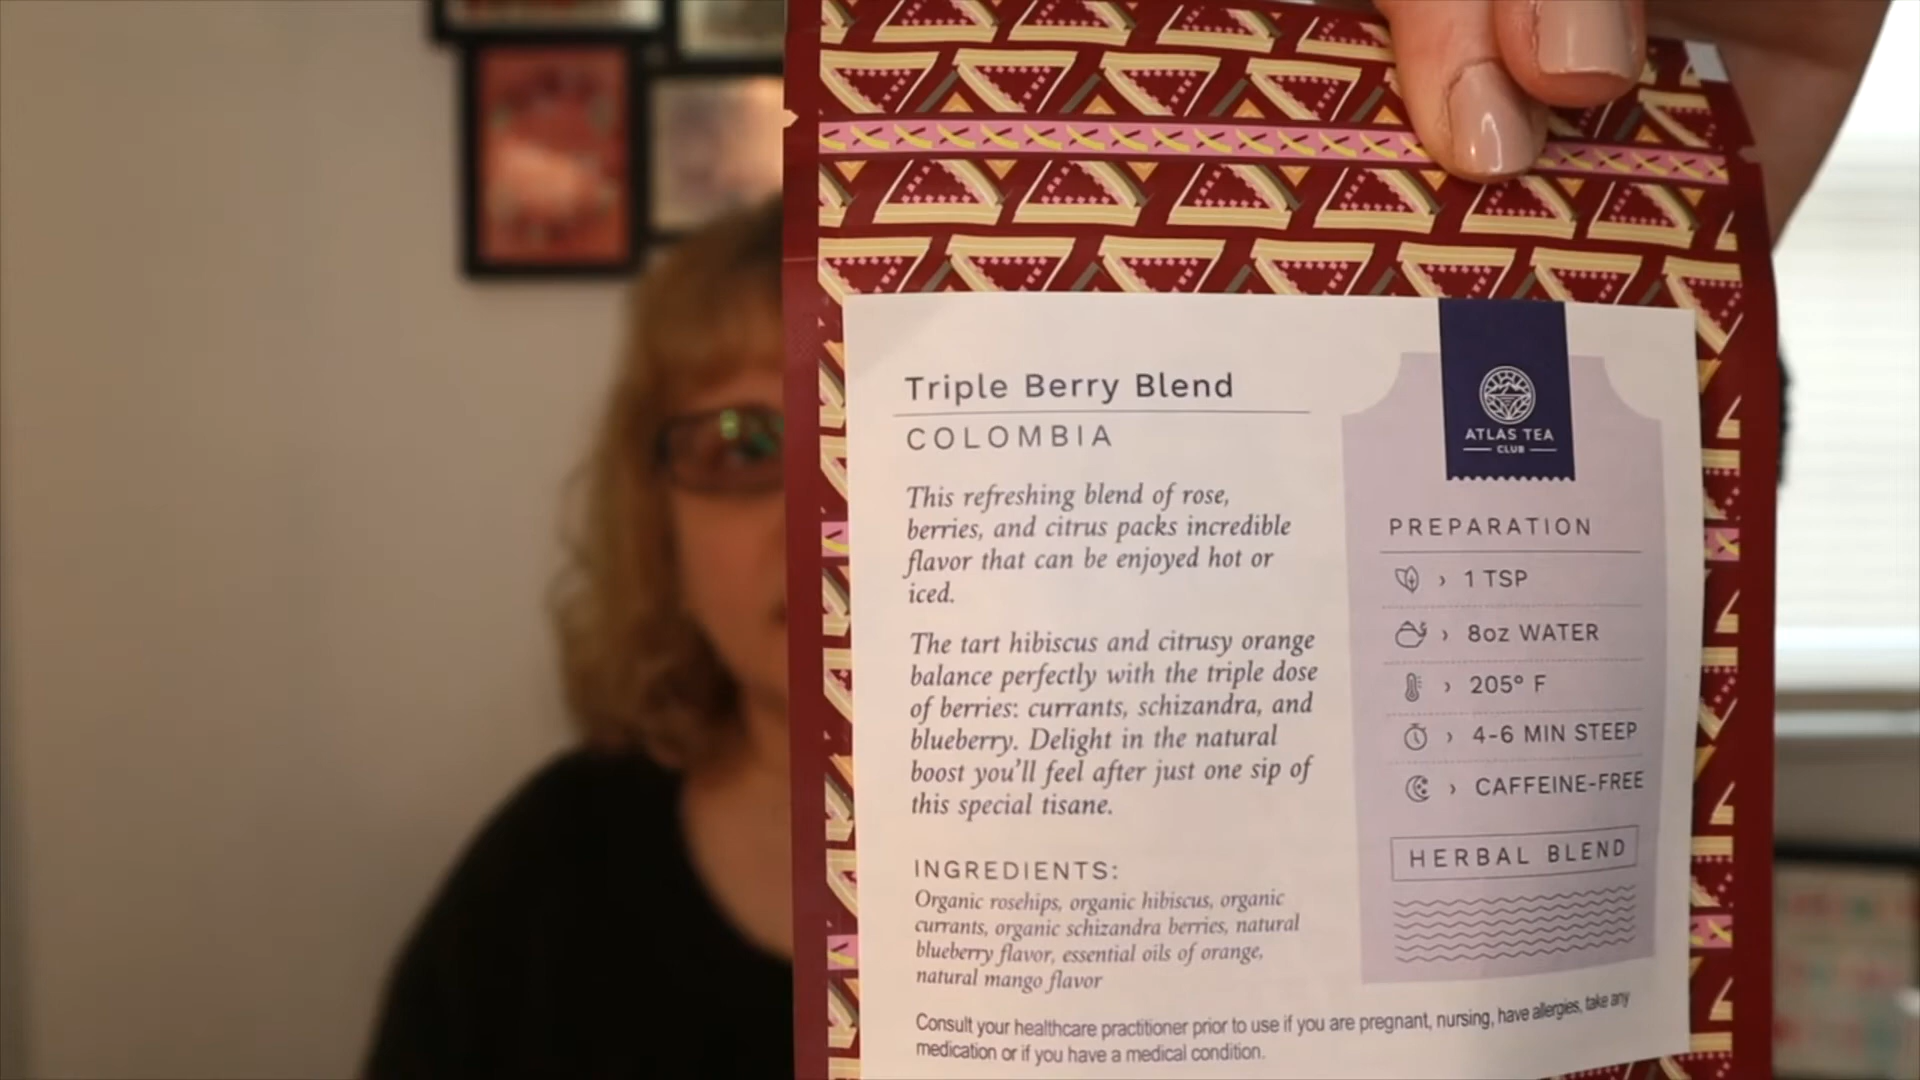 Triple Berry Blend
COLOMBIA
This refreshing blend of rose,
berries, and citrus packs incredible
flavor that can be enjoyed hot or
iced.
The tart hibiscus and citrusy orange
balance perfectly with the triple dose
of berries: currants, schizandra, and
blueberry. Delight in the natural
boost you'll feel after just one sip of
this special tisane.
INGREDIENTS:
Organic rosehips, organic hibiscus, organic
currants, organic schizandra berries, natural
blueberry flavor, essential oils of orange,
natural mango flavor
Consult your healthcare practitioner prior to use if you are pregnant, nursing, have allergies, take any
medication or if you have a medical condition.
ATLAS TEA
CLUB
PREPARATION
› 1 TSP
› 8oz WATER
› 205° F
› 4-6 MIN STEEP
› CAFFEINE-FREE
HERBAL BLEND